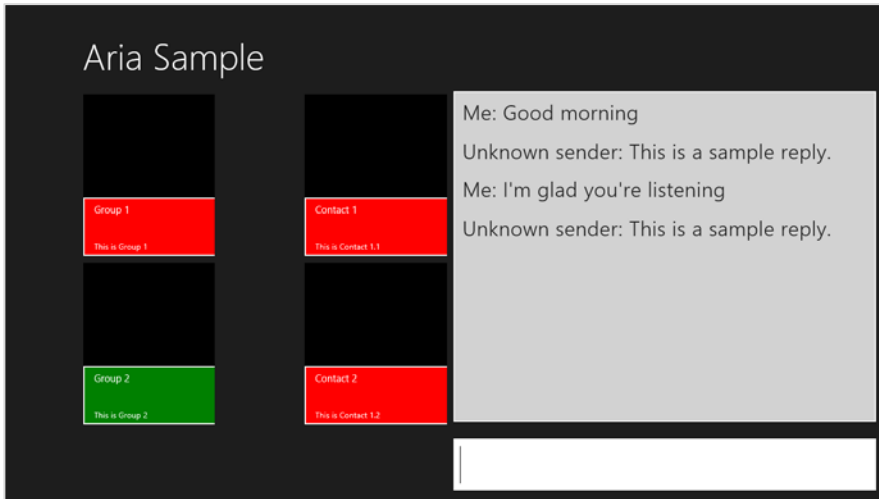 Aria Sample
Group 1
This is Group 1
Contact 1
This is Contact 1.1
Group 2
This is Group 2
Contact 2
This is Contact 1.2
Me: Good morning
Unknown sender: This is a sample reply.
Me: I'm glad you're listening
Unknown sender: This is a sample reply.